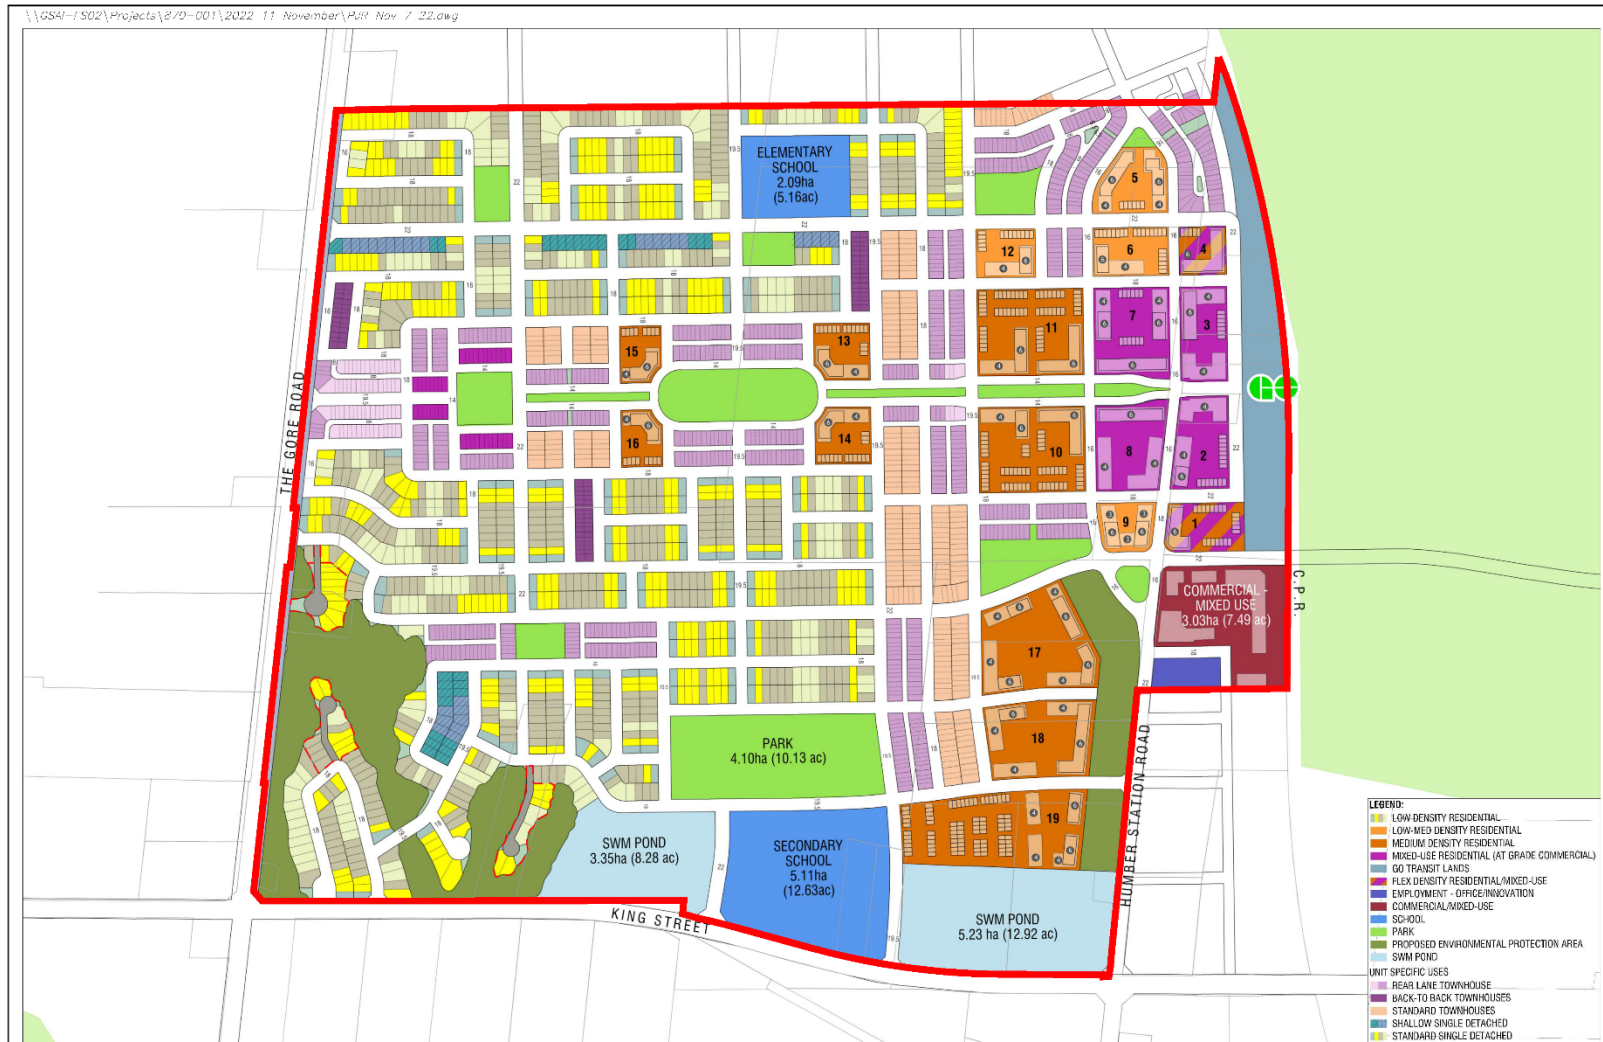 \\GSAI-FS02\Projects\879-001\2022 11 November\PJR Nov 7 22.dwg
ELEMENTARY
SCHOOL
2.09ha
(5.16ac)
5
12
6
4
15
13
11
7
3
THE GORE ROAD
16
14
10
8
2
9
1
C.P.R.
COMMERCIAL -
MIXED USE
3.03ha (7.49 ac)
17
PARK
4.10ha (10.13 ac)
18
HUMBER STATION ROAD
19
SWM POND
3.35ha (8.28 ac)
SECONDARY
SCHOOL
5.11ha
(12.63ac)
SWM POND
5.23 ha (12.92 ac)
KING STREET
LEGEND:
LOW DENSITY RESIDENTIAL
LOW-MED DENSITY RESIDENTIAL
MEDIUM DENSITY RESIDENTIAL
MIXED-USE RESIDENTIAL (AT GRADE COMMERCIAL)
GO TRANSIT LANDS
FLEX DENSITY RESIDENTIAL/MIXED-USE
EMPLOYMENT - OFFICE/INNOVATION
COMMERCIAL/MIXED-USE
SCHOOL
PARK
PROPOSED ENVIRONMENTAL PROTECTION AREA
SWM POND
UNIT SPECIFIC USES
REAR LANE TOWNHOUSE
BACK-TO BACK TOWNHOUSES
STANDARD TOWNHOUSES
SHALLOW SINGLE DETACHED
STANDARD SINGLE DETACHED